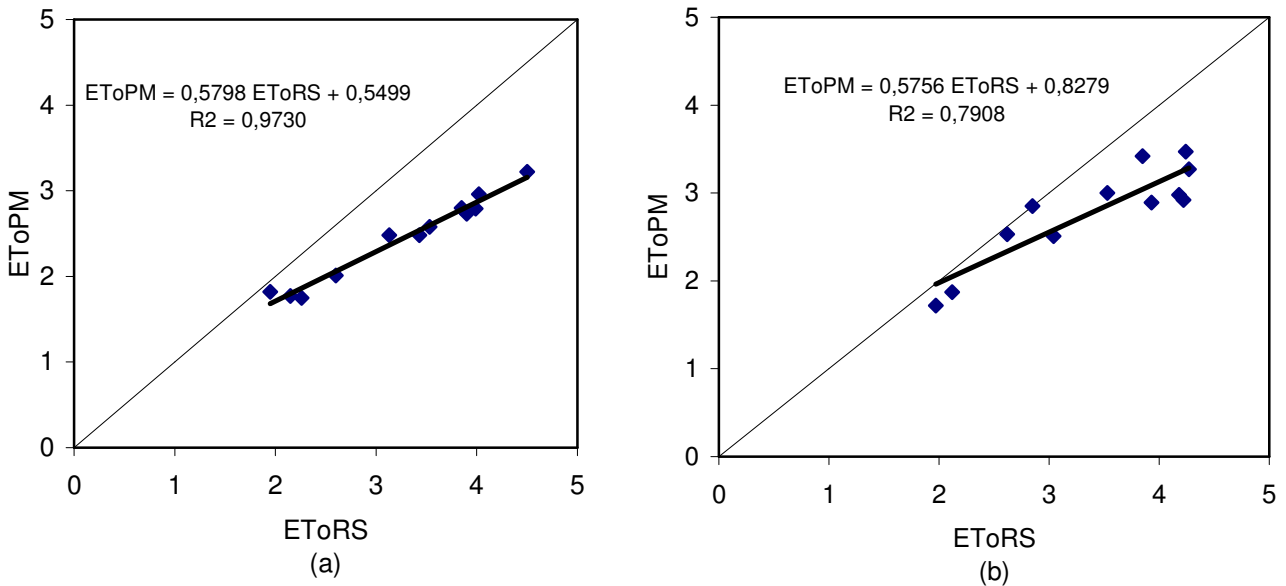 5
4
3
2
1
0
EToPM
EToPM = 0,5798 EToRS + 0,5499
R2 = 0,9730
0 1 2 3 4 5
EToRS
(a)
5
4
3
2
1
0
EToPM
EToPM = 0,5756 EToRS + 0,8279
R2 = 0,7908
0 1 2 3 4 5
EToRS
(b)